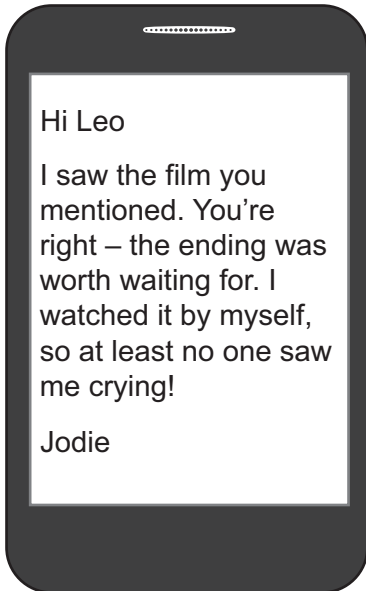 Hi Leo
I saw the film you
mentioned. You’re
right – the ending was
worth waiting for. I
watched it by myself,
so at least no one saw
me crying!
Jodie